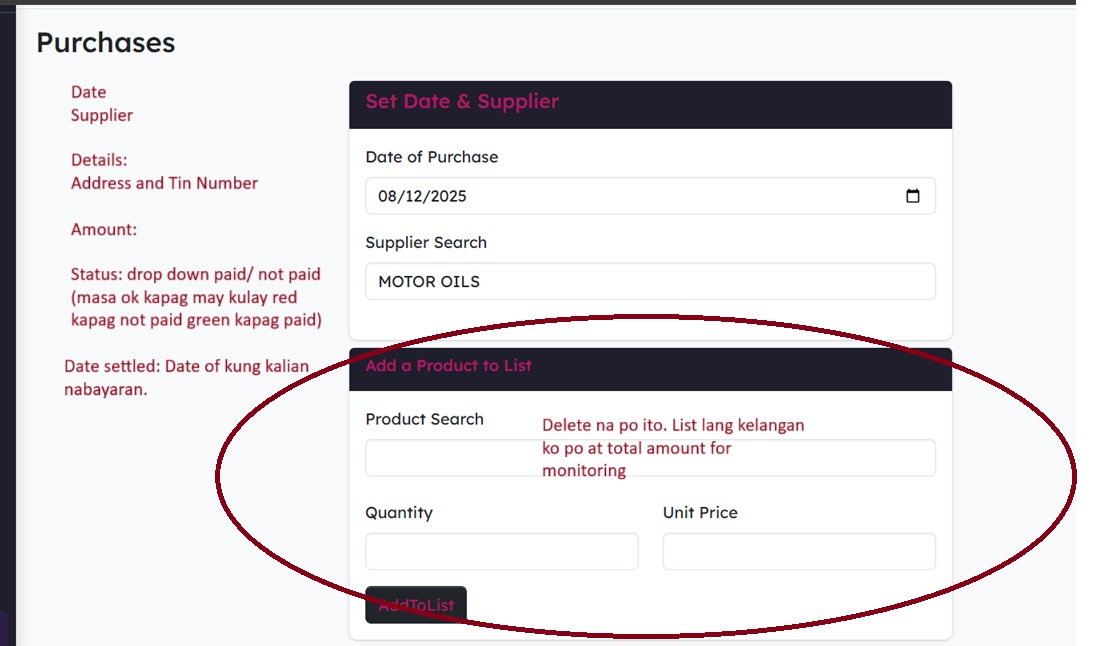 Purchases
Date
Supplier
Details:
Address and Tin Number
Amount:
Status: drop down paid/ not paid
(masa ok kapag may kulay red
kapag not paid green kapag paid)
Date settled: Date of kung kalian
nabayaran.
Set Date & Supplier
Date of Purchase
08/12/2025
Supplier Search
MOTOR OILS
Add a Product to List
Product Search
Delete na po ito. List lang kelangan
ko po at total amount for
monitoring
Quantity
Unit Price
AddToList